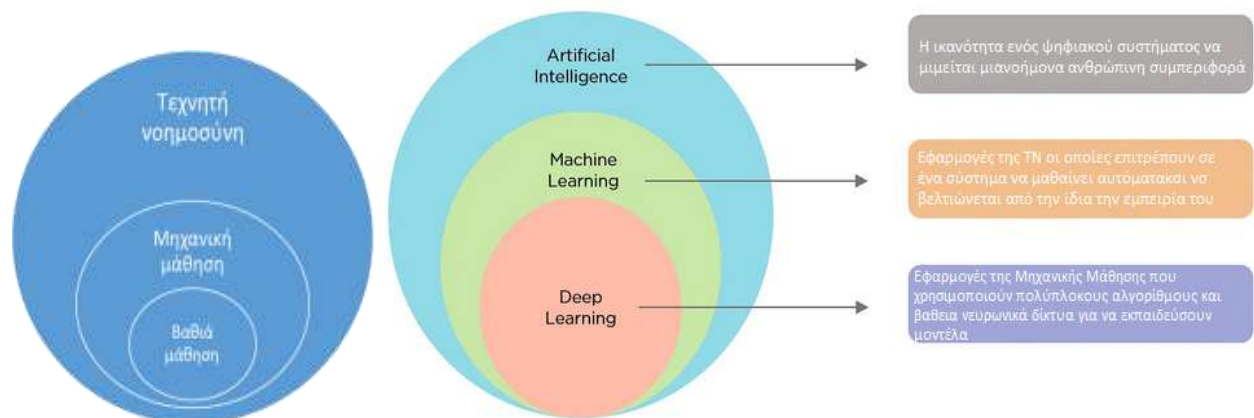 Τεχνητή
νοημοσύνη
Μηχανική
μάθηση
Βαθιά
μάθηση
Artificial
Intelligence
Machine
Learning
Deep
Learning
Η ικανότητα ενός ψηφιακού συστήματος να
μιμείται μιανοήμονα ανθρώπινη συμπεριφορά
Εφαρμογές της ΤΝ οι οποίες επιτρέπουν σε
ένα σύστημα να μαθαίνει αυτόματακαι να
βελτιώνεται από την ίδια την εμπειρία του
Εφαρμογές της Μηχανικής Μάθησης που
χρησιμοποιούν πολύπλοκους αλγορίθμους και
βαθεια νευρωνικά δίκτυα για να εκπαιδεύσουν
μοντέλα